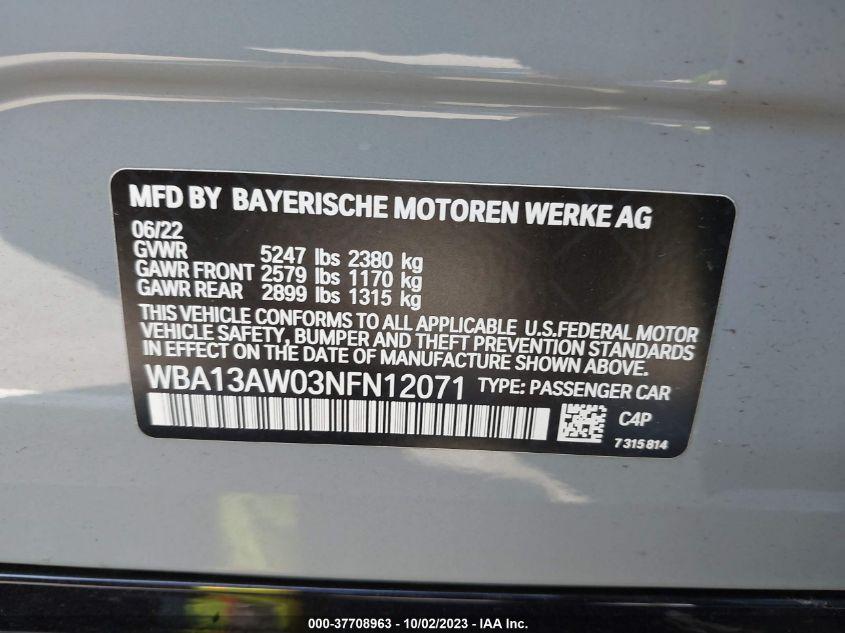 MFD BY BAYERISCHE MOTOREN WERKE AG
06/22
GVWR 5247 lbs 2380 kg
GAWR FRONT 2579 lbs 1170 kg
GAWR REAR 2899 lbs 1315 kg
THIS VEHICLE CONFORMS TO ALL APPLICABLE U.S.FEDERAL MOTOR
VEHICLE SAFETY, BUMPER AND THEFT PREVENTION STANDARDS
IN EFFECT ON THE DATE OF MANUFACTURE SHOWN ABOVE.
WBA13AW03NFN12071 TYPE: PASSENGER CAR
C4P
7315814
000-37708963 - 10/02/2023 - IAA Inc.